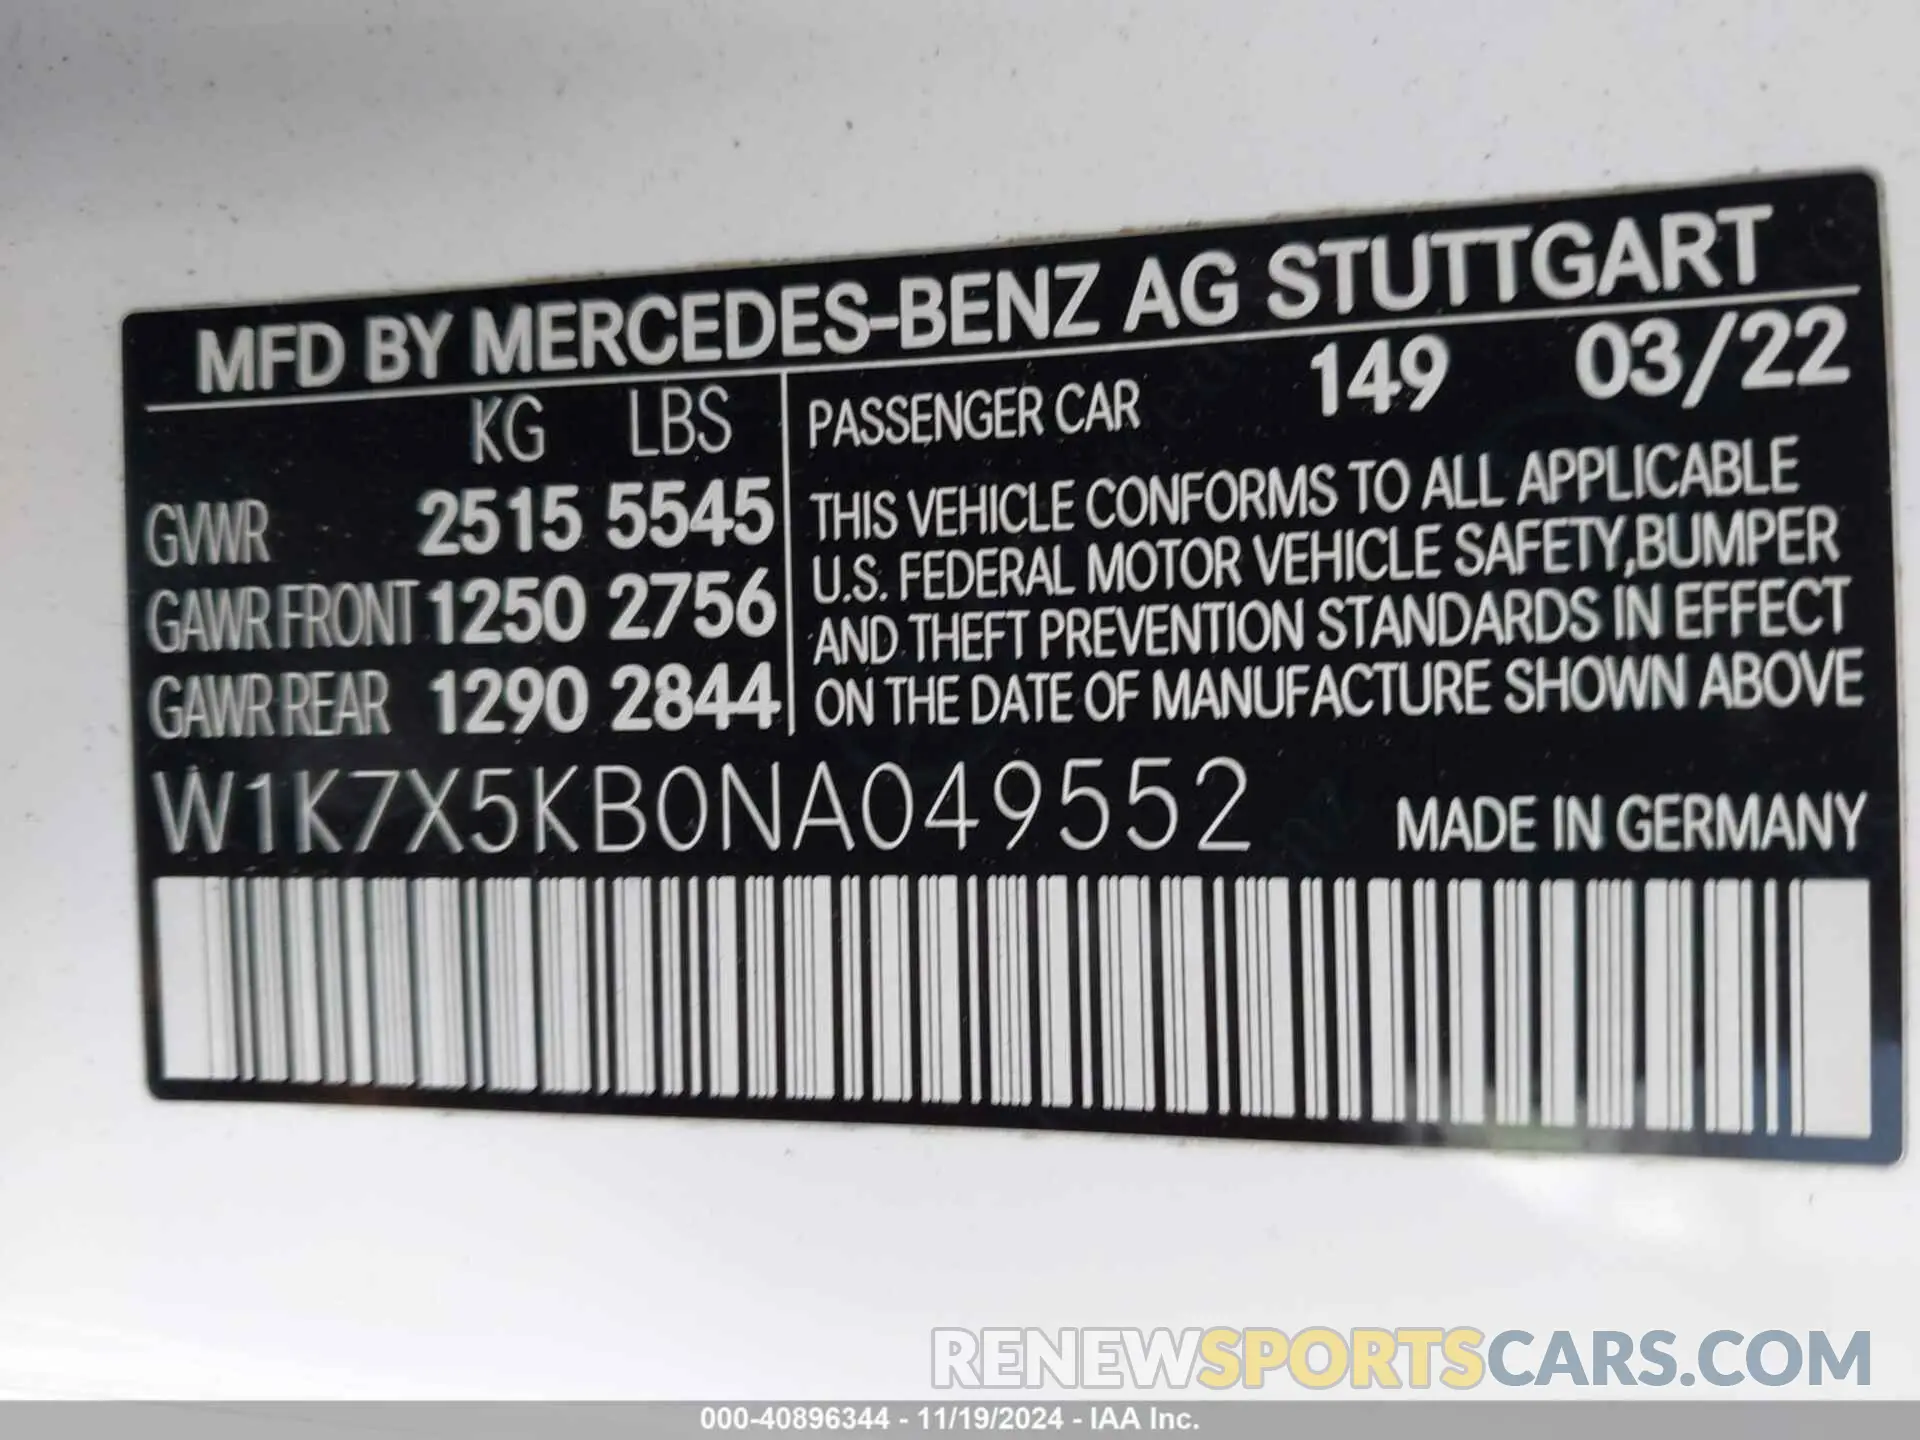 MFD BY MERCEDES-BENZ AG STUTTGART
KG LBS
GVWR 2515 5545
GAWR FRONT 1250 2756
GAWR REAR 1290 2844
PASSENGER CAR 149 03/22
THIS VEHICLE CONFORMS TO ALL APPLICABLE
U.S. FEDERAL MOTOR VEHICLE SAFETY,BUMPER
AND THEFT PREVENTION STANDARDS IN EFFECT
ON THE DATE OF MANUFACTURE SHOWN ABOVE
W1K7X5KB0NA049552 MADE IN GERMANY
RENEWSPORTSCARS.COM
000-40896344 - 11/19/2024 - IAA Inc.